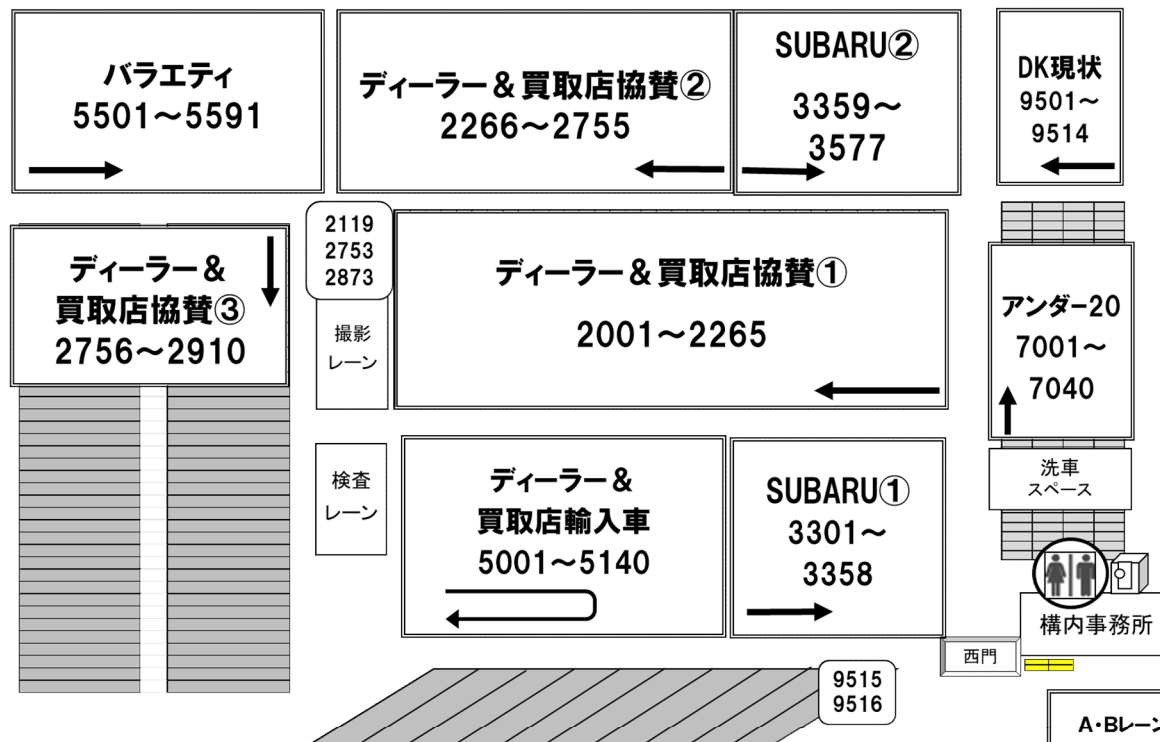 バラエティ
5501～5591
ディーラー＆買取店協賛②
2266～2755
SUBARU②
3359～
3577
DK現状
9501～
9514
ディーラー＆
買取店協賛③
2756～2910
2119
2753
2873
撮影
レーン
ディーラー＆買取店協賛①
2001～2265
アンダー20
7001～
7040
検査
レーン
ディーラー＆
買取店輸入車
5001～5140
SUBARU①
3301～
3358
洗車
スペース
構内事務所
西門
9515
9516
A・Bレーン